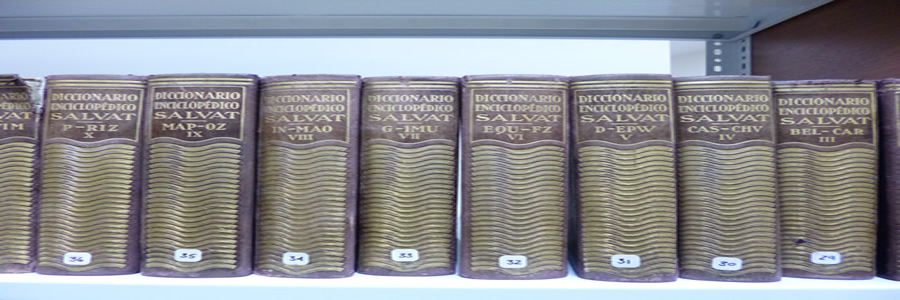 DICCIONARIO
ENCICLOPÉDICO
SALVAT
P-RIZ
X
36
DICCIONARIO
ENCICLOPÉDICO
SALVAT
MAP-OZ
IX
35
DICCIONARIO
ENCICLOPÉDICO
SALVAT
IN-MAO
VIII
34
DICCIONARIO
ENCICLOPÉDICO
SALVAT
G-IMU
VII
33
DICCIONARIO
ENCICLOPÉDICO
SALVAT
EQU-FZ
VI
32
DICCIONARIO
ENCICLOPÉDICO
SALVAT
D-EPW
V
31
DICCIONARIO
ENCICLOPÉDICO
SALVAT
CAS-CHV
IV
30
DICCIONARIO
ENCICLOPÉDICO
SALVAT
BEL-CAR
III
29